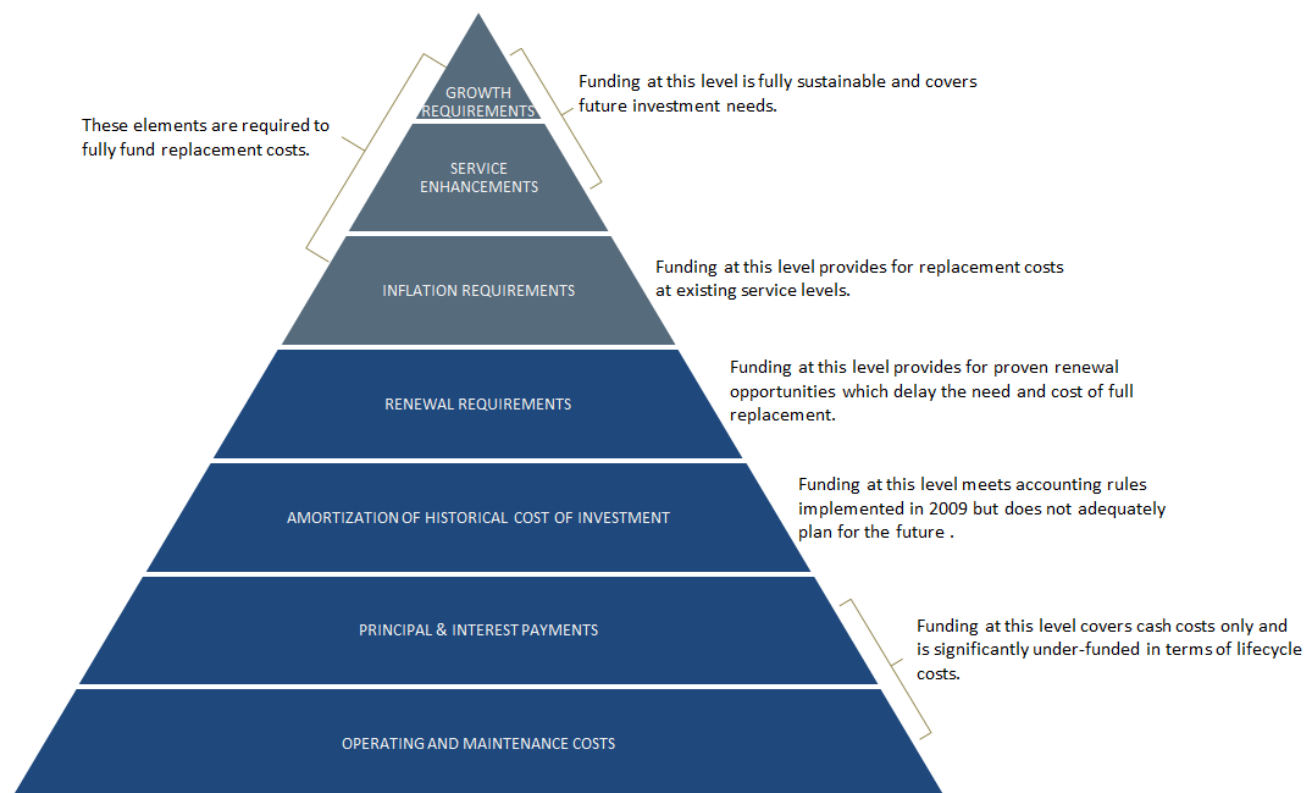 GROWTH
REQUIREMENTS
Funding at this level is fully sustainable and covers
future investment needs.
These elements are required to
fully fund replacement costs.
SERVICE
ENHANCEMENTS
INFLATION REQUIREMENTS
Funding at this level provides for replacement costs
at existing service levels.
RENEWAL REQUIREMENTS
Funding at this level provides for proven renewal
opportunities which delay the need and cost of full
replacement.
AMORTIZATION OF HISTORICAL COST OF INVESTMENT
Funding at this level meets accounting rules
implemented in 2009 but does not adequately
plan for the future .
PRINCIPAL & INTEREST PAYMENTS
Funding at this level covers cash costs only and
is significantly under-funded in terms of lifecycle
costs.
OPERATING AND MAINTENANCE COSTS